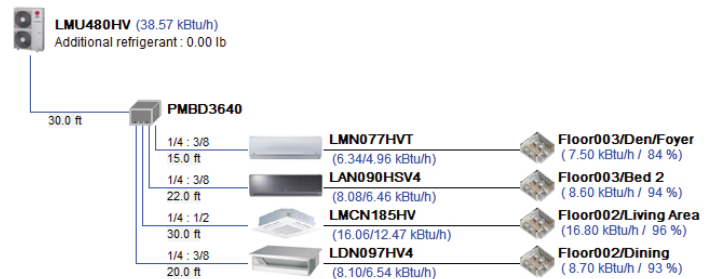 LMU480HV (38.57 kBtu/h)
Additional refrigerant : 0.00 lb
30.0 ft
PMBD3640
1/4 : 3/8
15.0 ft
LMN077HVT
(6.34/4.96 kBtu/h)
Floor003/Den/Foyer
( 7.50 kBtu/h / 84 %)
1/4 : 3/8
22.0 ft
LAN090HSV4
(8.08/6.46 kBtu/h)
Floor003/Bed 2
( 8.60 kBtu/h / 94 %)
1/4 : 1/2
30.0 ft
LMCN185HV
(16.06/12.47 kBtu/h)
Floor002/Living Area
(16.80 kBtu/h / 96 %)
1/4 : 3/8
20.0 ft
LDN097HV4
(8.10/6.54 kBtu/h)
Floor002/Dining
( 8.70 kBtu/h / 93 %)